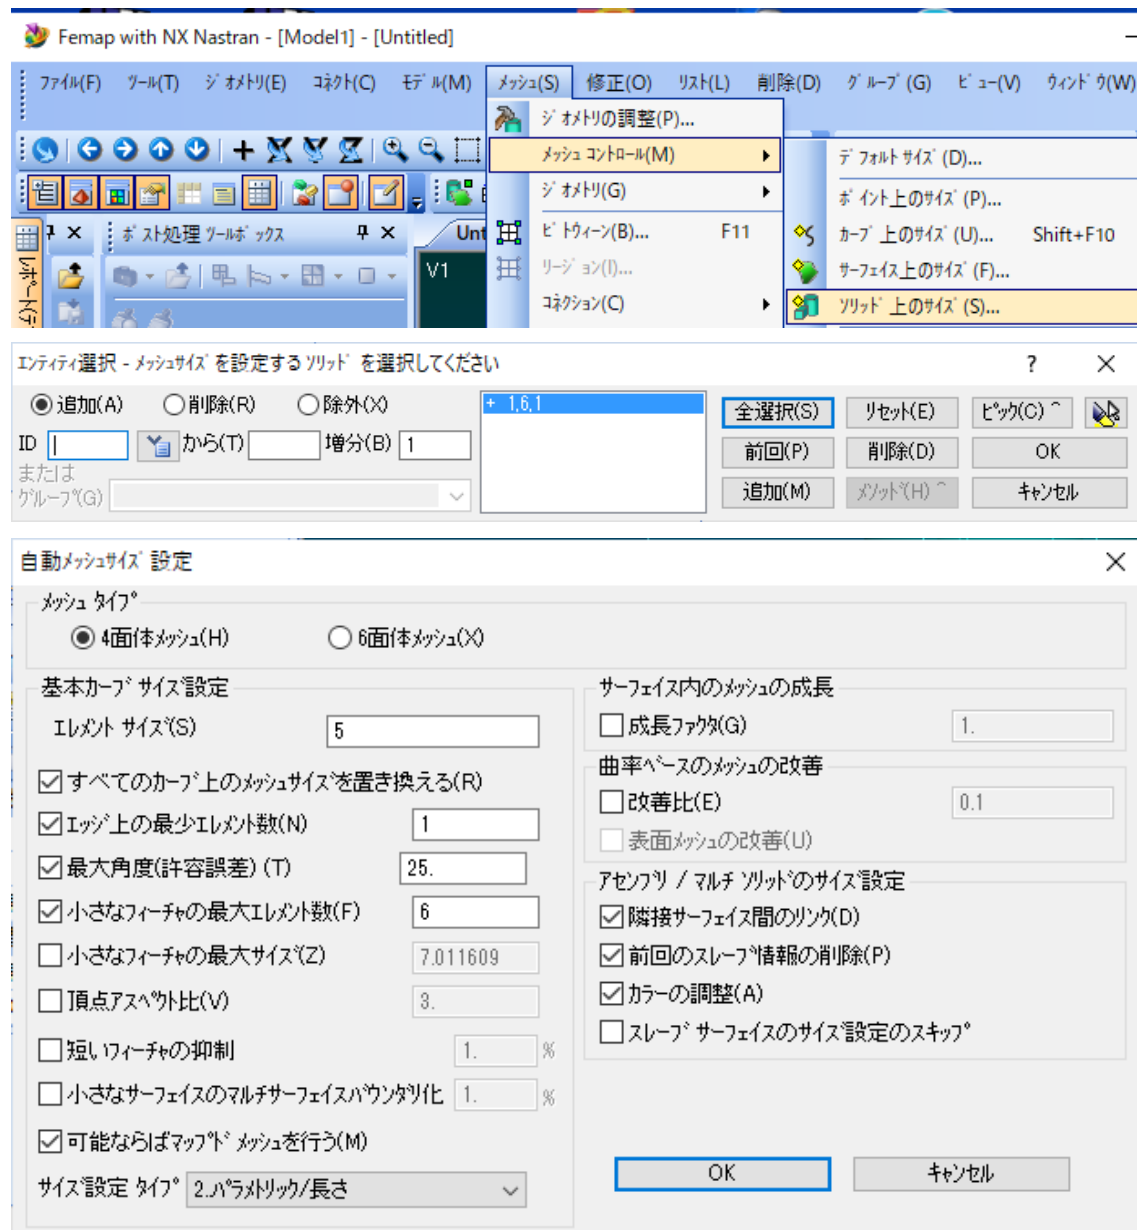 Femap with NX Nastran - [Model1] - [Untitled]
ファイル(F) ツール(T) ジオメトリ(E) コネクト(C) モデル(M) メッシュ(S) 修正(O) リスト(L) 削除(D) グループ(G) ビュー(V) ウィンドウ(W)
ジオメトリの調整(P)...
メッシュ コントロール(M)
ジオメトリ(G)
ビトウィーン(B)... F11
リージョン(I)...
コネクション(C)
デフォルト サイズ(D)...
ポイント上のサイズ(P)...
カーブ上のサイズ(U)... Shift+F10
サーフェイス上のサイズ(F)...
ソリッド上のサイズ(S)...
ポスト処理 ツールボックス
Unt
V1
エンティティ選択 - メッシュサイズを設定するソリッドを選択してください
追加(A) 削除(R) 除外(X)
+ 1,6,1
全選択(S) リセット(E) ピック(C) ^
ID から(T) 増分(B) 1
前回(P) 削除(D) OK
または
グループ(G)
追加(M) メソッド(H) ^ キャンセル
自動メッシュサイズ設定
メッシュ タイプ
4面体メッシュ(H) 6面体メッシュ(X)
基本カーブサイズ設定
エレメント サイズ(S) 5
すべてのカーブ上のメッシュサイズを置き換える(R)
エッジ上の最少エレメント数(N) 1
最大角度(許容誤差) (T) 25.
小さなフィーチャの最大エレメント数(F) 6
小さなフィーチャの最大サイズ(Z) 7.011609
頂点アスペクト比(V) 3.
短いフィーチャの抑制 1. %
小さなサーフェイスのマルチサーフェイスバウンダリ化 1. %
可能ならばマップド メッシュを行う(M)
サイズ設定 タイプ 2..パラメトリック/長さ
サーフェイス内のメッシュの成長
成長ファクタ(G) 1.
曲率ベースのメッシュの改善
改善比(E) 0.1
表面メッシュの改善(U)
アセンブリ / マルチ ソリッドのサイズ設定
隣接サーフェイス間のリンク(D)
前回のスレーブ情報の削除(P)
カラーの調整(A)
スレーブ サーフェイスのサイズ設定のスキップ
OK キャンセル